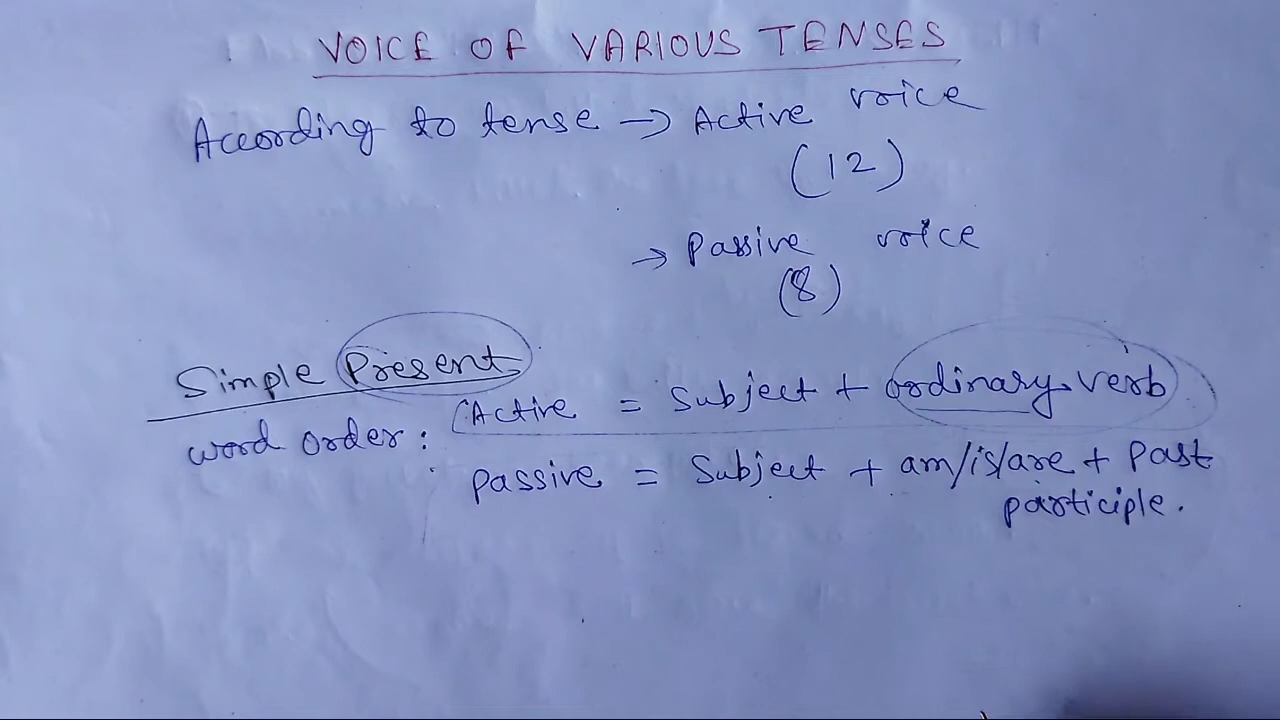 VOICE OF VARIOUS TENSES
According to tense → Active voice
(12)
→ Passive voice
(8)
Simple Present
word order: Active = Subject + ordinary verb
Passive = Subject + am/is/are + Past
participle.